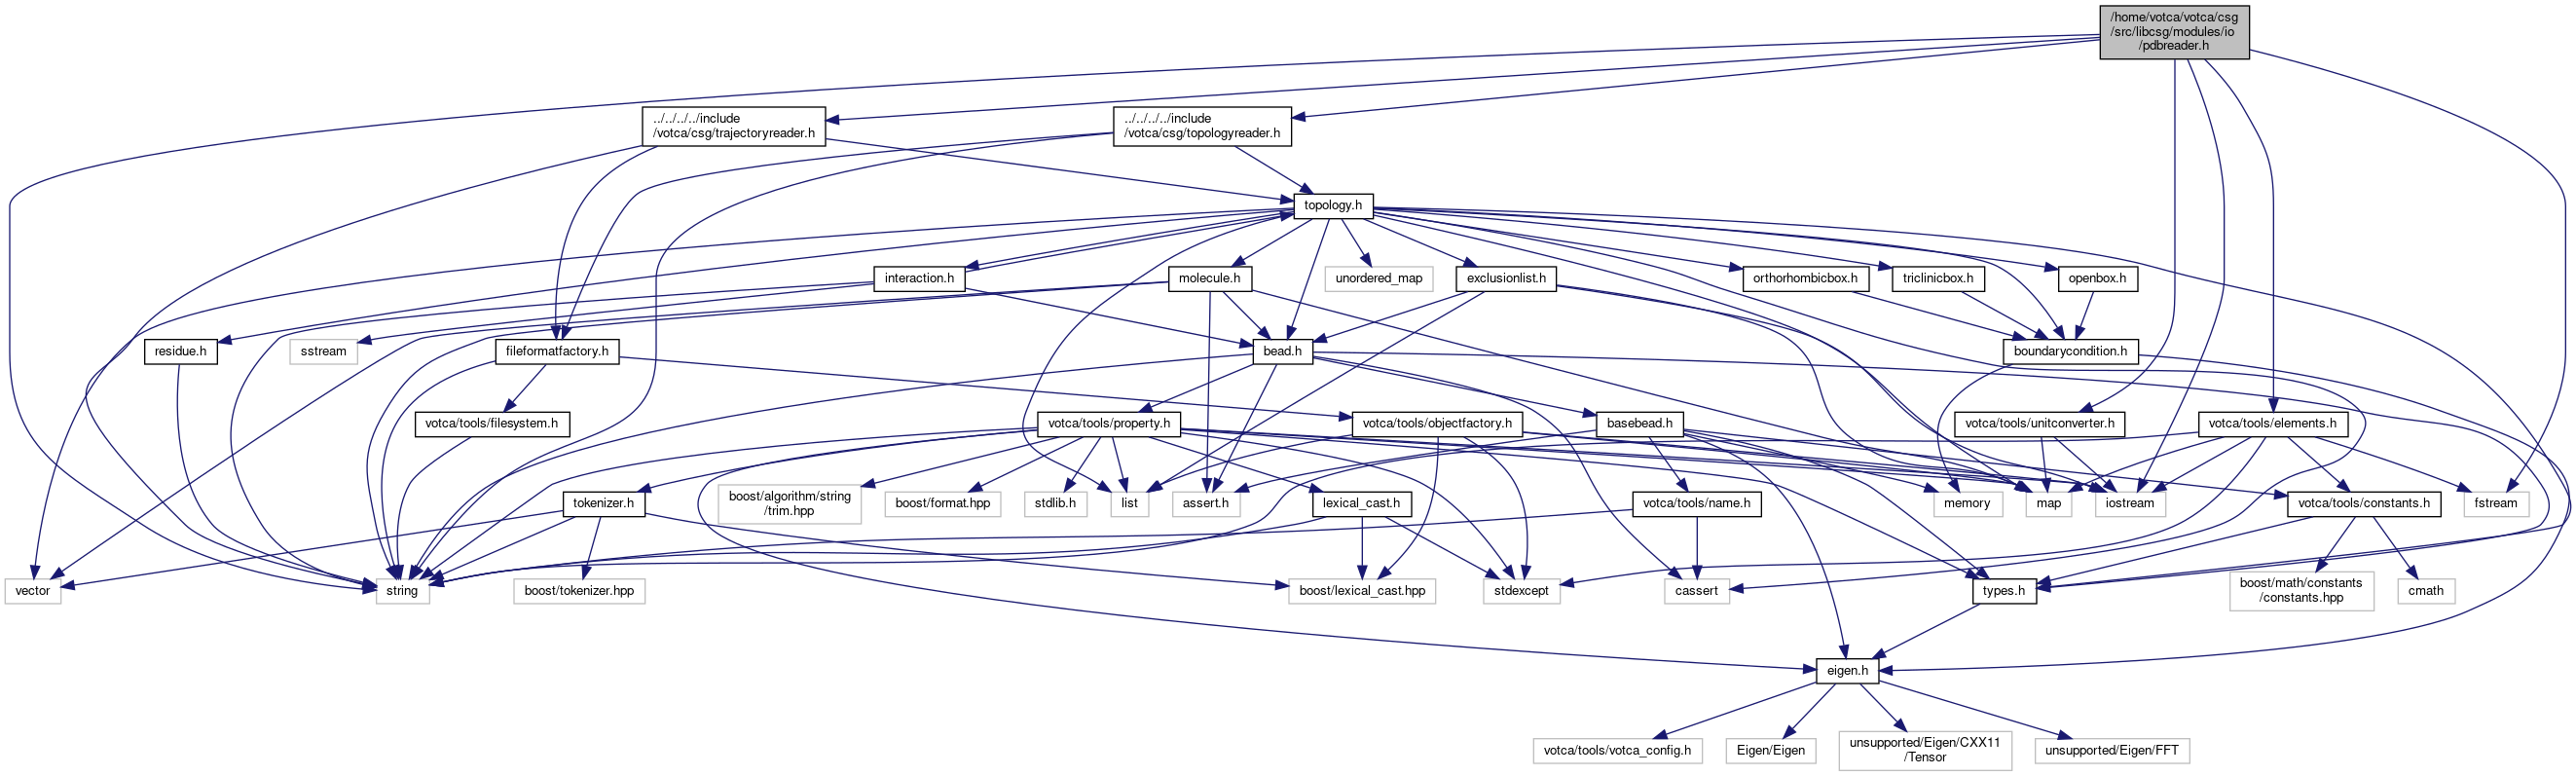 /home/votca/votca/csg
/src/libcsg/modules/io
/pdbreader.h
../../../../include
/votca/csg/trajectoryreader.h
../../../../include
/votca/csg/topologyreader.h
topology.h
interaction.h
molecule.h
unordered_map
exclusionlist.h
orthorhombicbox.h
triclinicbox.h
openbox.h
residue.h
sstream
fileformatfactory.h
bead.h
boundarycondition.h
votca/tools/filesystem.h
votca/tools/property.h
votca/tools/objectfactory.h
basebead.h
votca/tools/unitconverter.h
votca/tools/elements.h
tokenizer.h
boost/algorithm/string
/trim.hpp
boost/format.hpp
stdlib.h
list
assert.h
lexical_cast.h
votca/tools/name.h
memory
map
iostream
votca/tools/constants.h
fstream
vector
string
boost/tokenizer.hpp
boost/lexical_cast.hpp
stdexcept
cassert
types.h
boost/math/constants
/constants.hpp
cmath
eigen.h
votca/tools/votca_config.h
Eigen/Eigen
unsupported/Eigen/CXX11
/Tensor
unsupported/Eigen/FFT